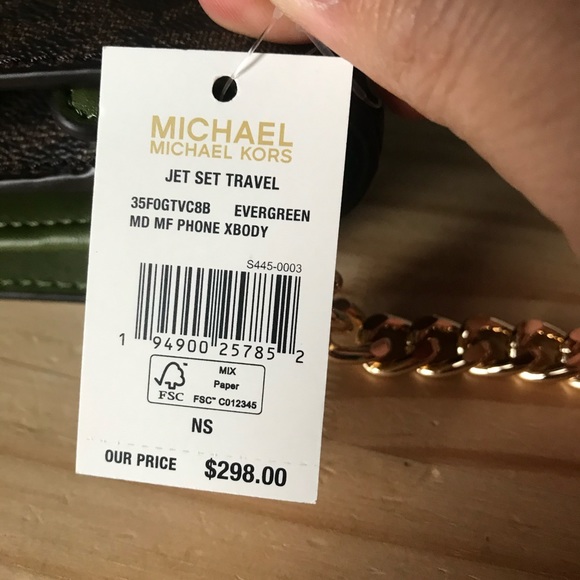 MICHAEL
MICHAEL KORS
JET SET TRAVEL
35F0GTVC8B EVERGREEN
MD MF PHONE XBODY
S445-0003
1 94900 25785 2
FSC
MIX
Paper
FSC™ C012345
NS
OUR PRICE $298.00